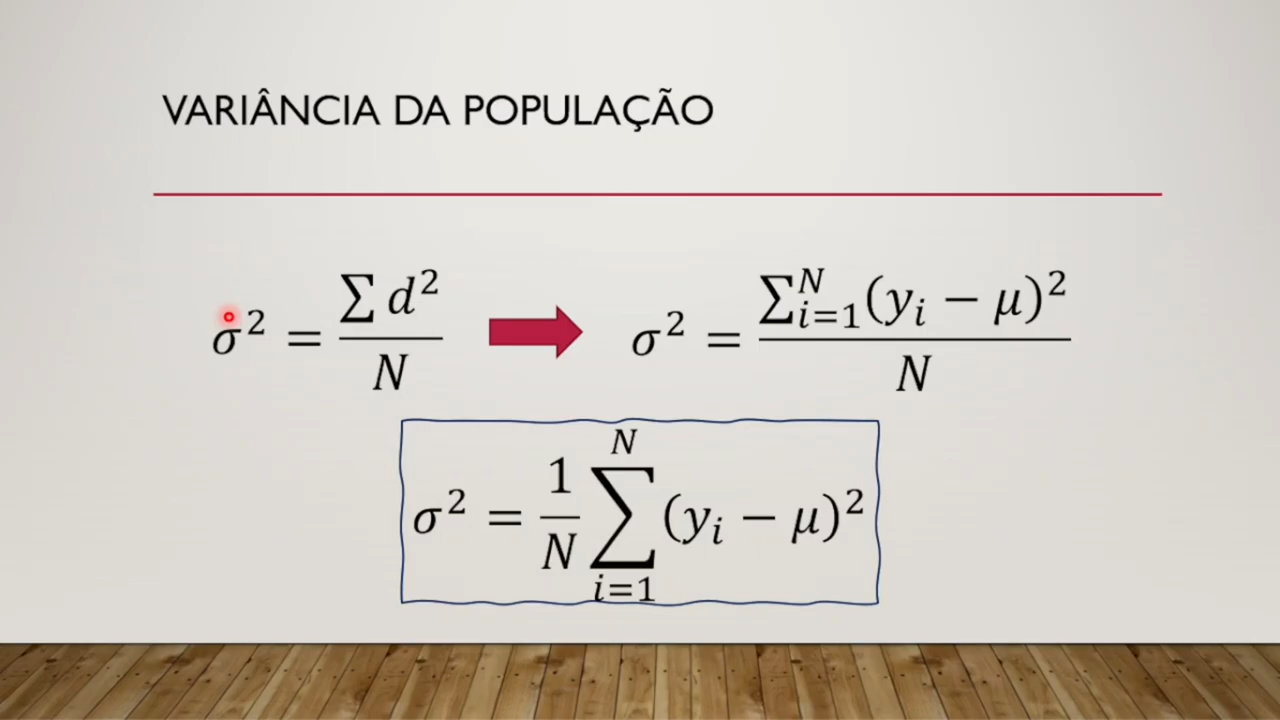 VARIÂNCIA DA POPULAÇÃO
σ² = ∑ d² / N
σ² = ∑ᵢ₌₁ᴺ (yᵢ − μ)² / N
σ² = 1/N ∑ᵢ₌₁ᴺ (yᵢ − μ)²